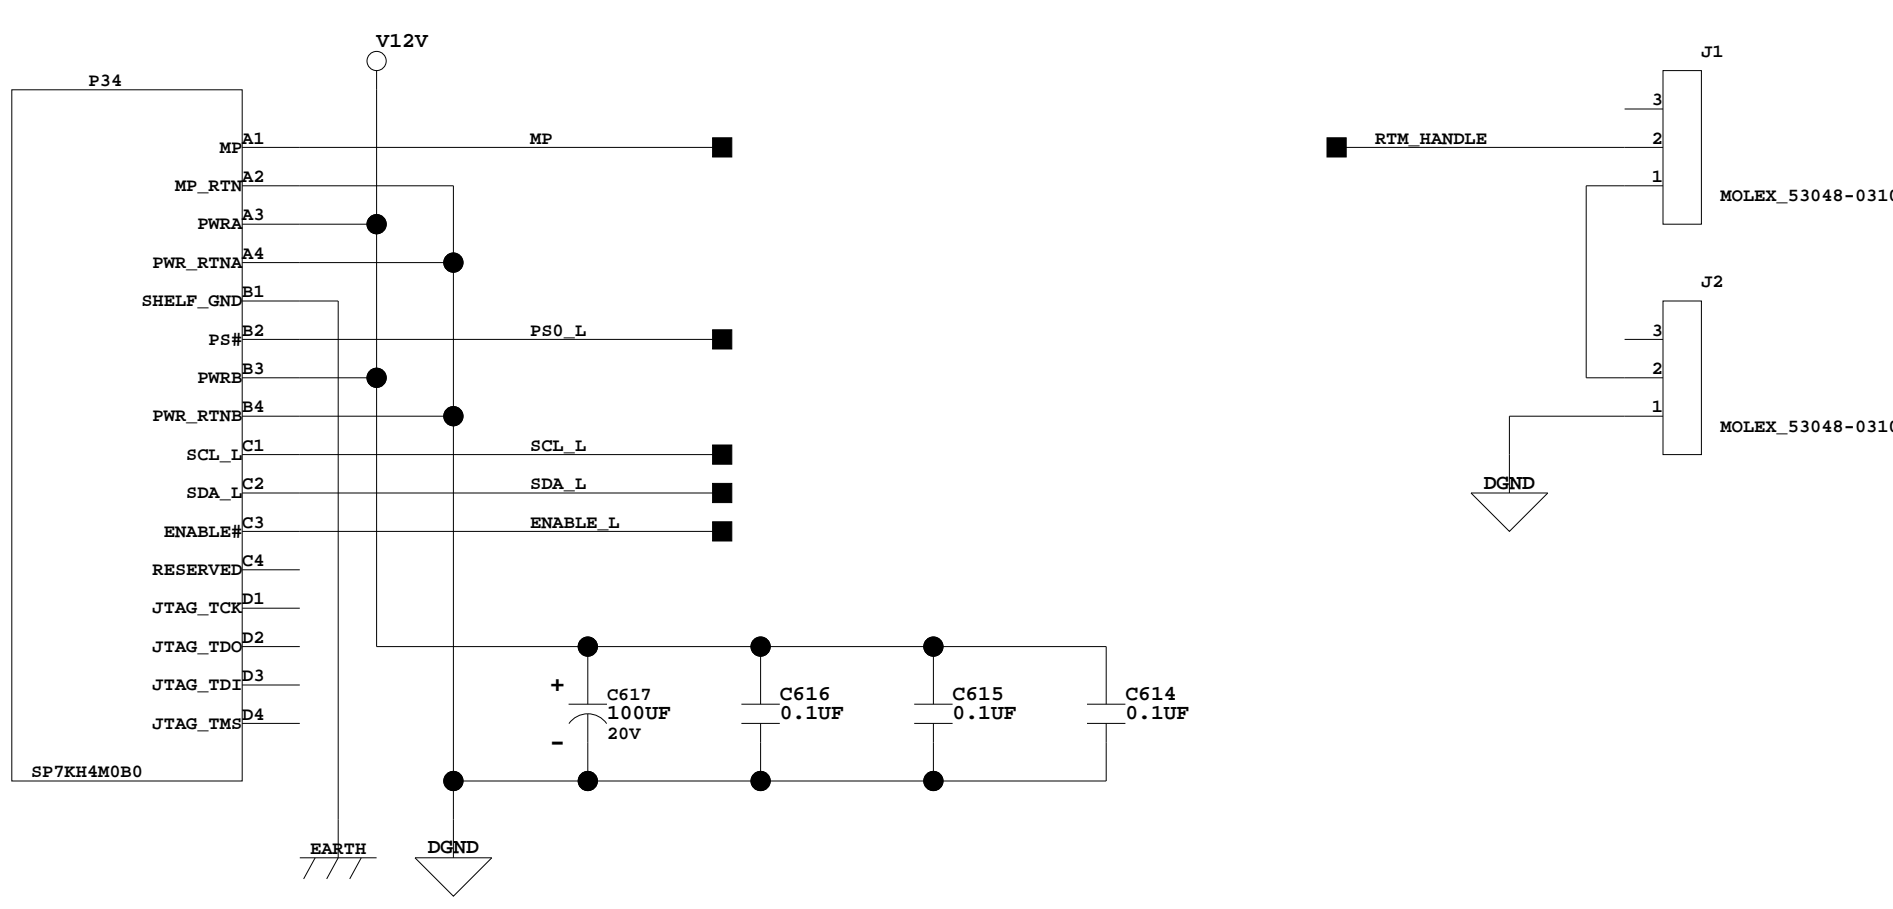 V12V
P34
J1
3
A1
MP
MP
RTM_HANDLE
2
A2
MP_RTN
1
MOLEX_53048-0310
A3
PWRA
A4
PWR_RTNA
J2
B1
SHELF_GND
B2
PS#
PS0_L
3
B3
PWRB
2
B4
PWR_RTNB
1
MOLEX_53048-0310
C1
SCL_L
SCL_L
C2
SDA_L
SDA_L
DGND
C3
ENABLE#
ENABLE_L
C4
RESERVED
D1
JTAG_TCK
D2
JTAG_TDO
D3
JTAG_TDI
+
C617
100UF
20V
-
C616
0.1UF
C615
0.1UF
C614
0.1UF
D4
JTAG_TMS
SP7KH4M0B0
EARTH
DGND